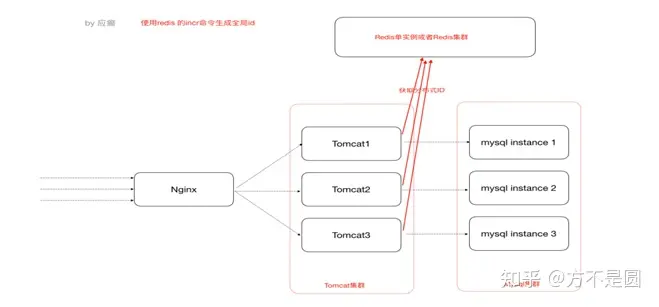 by 应癫
使用redis 的incr命令生成全局id
Redis单实例或者Redis集群
获取分布式ID
Tomcat1
mysql instance 1
Nginx
Tomcat2
mysql instance 2
Tomcat3
mysql instance 3
Tomcat集群
知乎 @方不是圆